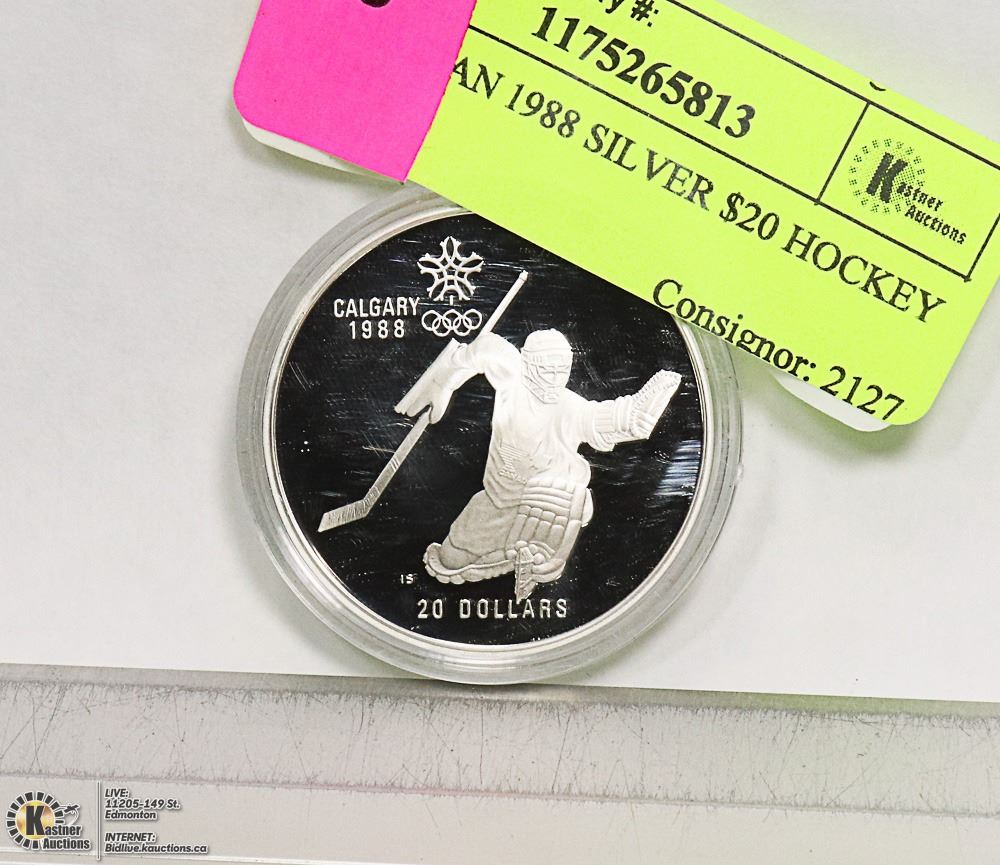 1175265813
AN 1988 SILVER $20 HOCKEY
Kastner
Auctions
Consignor: 2127
CALGARY
1988
IS
20 DOLLARS
Kastner
Auctions
LIVE:
11205-149 St.
Edmonton
INTERNET:
Bidlive.kauctions.ca